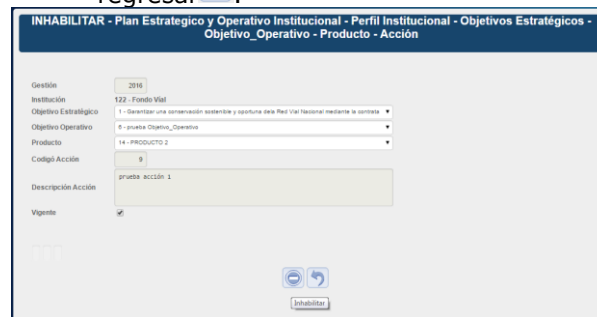 regresar .
INHABILITAR - Plan Estrategico y Operativo Institucional - Perfil Institucional - Objetivos Estratégicos -
Objetivo_Operativo - Producto - Acción
Gestión 2016
Institución 122 - Fondo Vial
Objetivo Estratégico 1 - Garantizar una conservación sostenible y oportuna dela Red Vial Nacional mediante la contrata
Objetivo Operativo 6 - prueba Objetivo_Operativo
Producto 14 - PRODUCTO 2
Codigó Acción 9
Descripción Acción prueba acción 1
Vigente
Inhabilitar